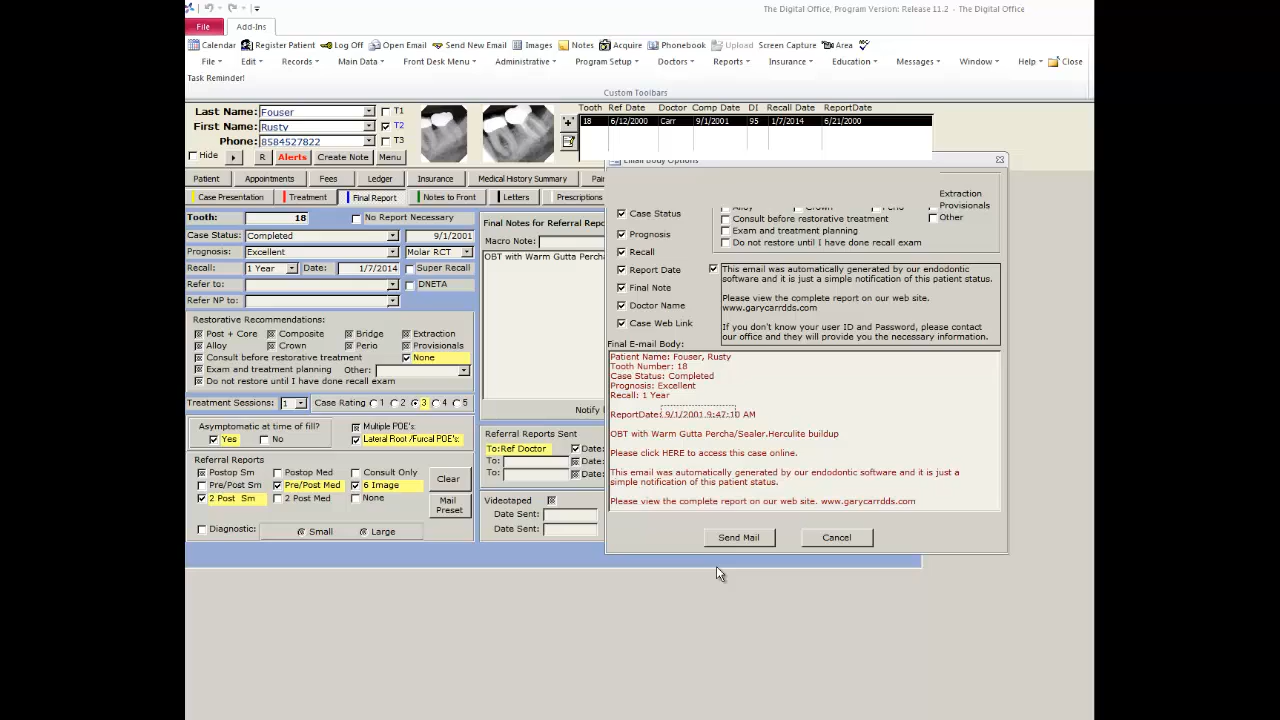 The Digital Office, Program Version: Release 11.2 - The Digital Office
File Add-Ins
Calendar Register Patient Log Off Open Email Send New Email Images Notes Acquire Phonebook Upload Screen Capture Area
File Edit Records Main Data Front Desk Menu Administrative Program Setup Doctors Reports Insurance Education Messages Window Help Close
Task Reminder!
Custom Toolbars
Last Name: Fouser T1
First Name: Rusty T2
Phone: 8584527822 T3
Hide R Alerts Create Note Menu
Tooth Ref Date Doctor Comp Date DI Recall Date ReportDate
18 6/12/2000 Carr 9/1/2001 95 1/7/2014 6/21/2000
Patient Appointments Fees Ledger Insurance Medical History Summary
Case Presentation Treatment Final Report Notes to Front Letters Prescriptions
Tooth: 18 No Report Necessary
Case Status: Completed 9/1/2001
Prognosis: Excellent Molar RCT
Recall: 1 Year Date: 1/7/2014 Super Recall
Refer to: DNETA
Refer NP to:
Restorative Recommendations:
Post + Core Composite Bridge Extraction
Alloy Crown Perio Provisionals
Consult before restorative treatment None
Exam and treatment planning Other:
Do not restore until I have done recall exam
Treatment Sessions: 1 Case Rating 1 2 3 4 5
Asymptomatic at time of fill? Multiple POE's:
Yes No Lateral Root /Furcal POE's:
Referral Reports
Postop Sm Postop Med Consult Only
Pre/Post Sm Pre/Post Med 6 Image
2 Post Sm 2 Post Med None
Clear
Mail Preset
Diagnostic: Small Large
Final Notes for Referral Repo
Macro Note:
OBT with Warm Gutta Percha
Notify
Referral Reports Sent
To:Ref Doctor Date:
To: Date:
To: Date:
Videotaped
Date Sent:
Date Sent:
Email Body Options
Extraction
Provisionals
Other
Alloy Crown Perio
Consult before restorative treatment
Exam and treatment planning
Do not restore until I have done recall exam
Case Status
Prognosis
Recall
Report Date
Final Note
Doctor Name
Case Web Link
This email was automatically generated by our endodontic
software and it is just a simple notification of this patient status.
Please view the complete report on our web site.
www.garycarrdds.com
If you don't know your user ID and Password, please contact
our office and they will provide you the necessary information.
Final E-mail Body:
Patient Name: Fouser, Rusty
Tooth Number: 18
Case Status: Completed
Prognosis: Excellent
Recall: 1 Year
ReportDate: 9/1/2001 9:47:10 AM
OBT with Warm Gutta Percha/Sealer.Herculite buildup
Please click HERE to access this case online.
This email was automatically generated by our endodontic software and it is just a
simple notification of this patient status.
Please view the complete report on our web site. www.garycarrdds.com
Send Mail Cancel